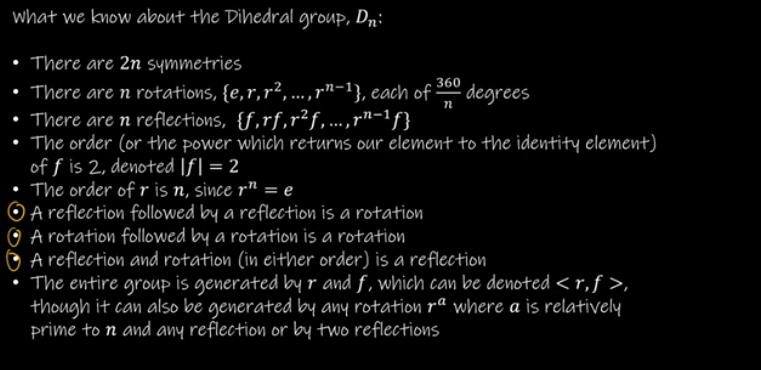 What we know about the Dihedral group, Dₙ:
• There are 2n symmetries
• There are n rotations, {e, r, r², ..., rⁿ⁻¹}, each of 360/n degrees
• There are n reflections, {f, rf, r²f, ..., rⁿ⁻¹f}
• The order (or the power which returns our element to the identity element)
of f is 2, denoted |f| = 2
• The order of r is n, since rⁿ = e
• A reflection followed by a reflection is a rotation
• A rotation followed by a rotation is a rotation
• A reflection and rotation (in either order) is a reflection
• The entire group is generated by r and f, which can be denoted < r, f >,
though it can also be generated by any rotation rᵃ where a is relatively
prime to n and any reflection or by two reflections